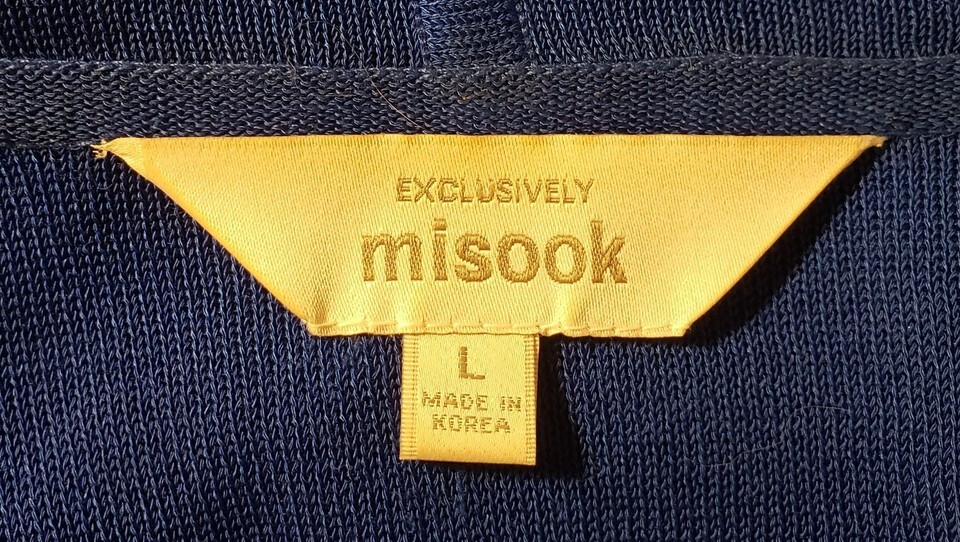 EXCLUSIVELY
misook
L
MADE IN
KOREA